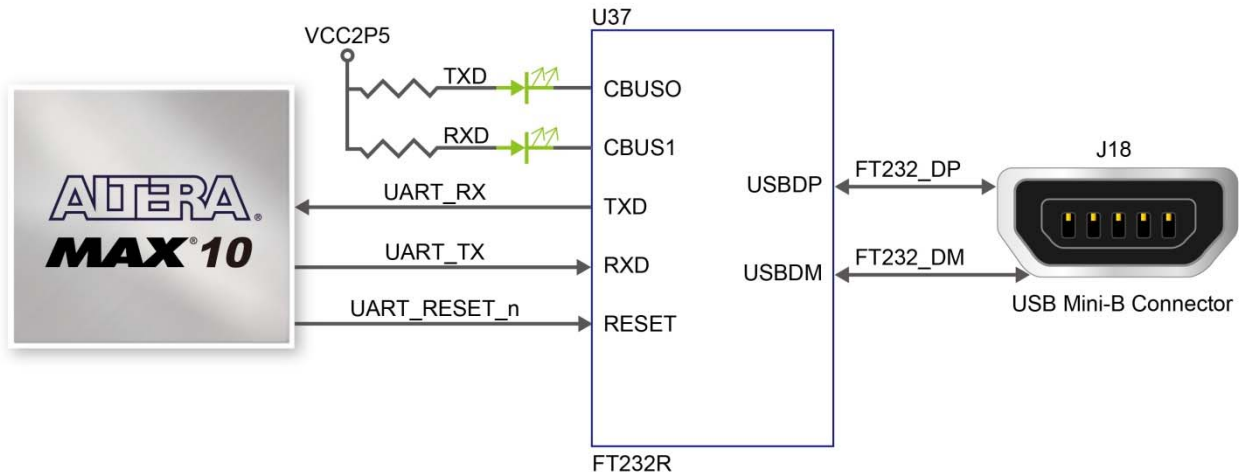 U37
VCC2P5
TXD
CBUSO
RXD
CBUS1
UART_RX
TXD
UART_TX
RXD
UART_RESET_n
RESET
ALTERA®
MAX®10
USBDP
FT232_DP
J18
USBDM
FT232_DM
USB Mini-B Connector
FT232R